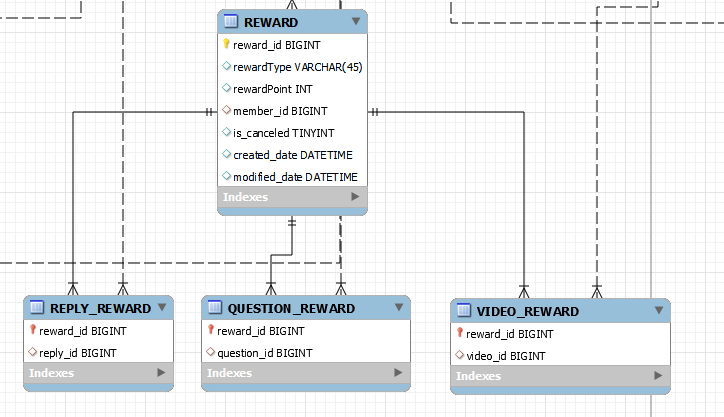 REWARD
reward_id BIGINT
rewardType VARCHAR(45)
rewardPoint INT
member_id BIGINT
is_canceled TINYINT
created_date DATETIME
modified_date DATETIME
Indexes
REPLY_REWARD
reward_id BIGINT
reply_id BIGINT
Indexes
QUESTION_REWARD
reward_id BIGINT
question_id BIGINT
Indexes
VIDEO_REWARD
reward_id BIGINT
video_id BIGINT
Indexes